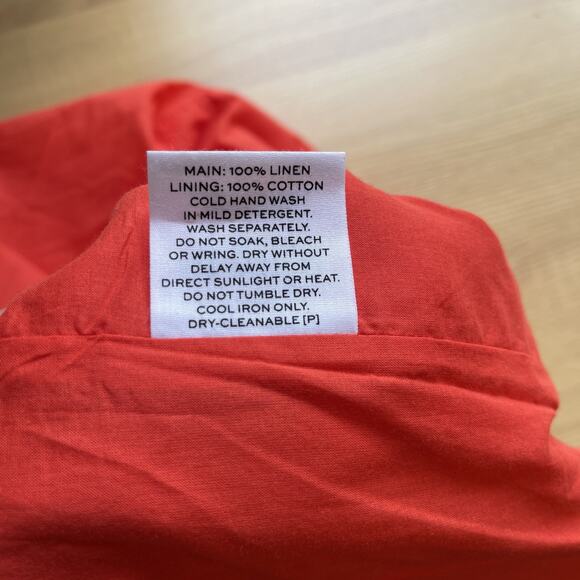 MAIN: 100% LINEN
LINING: 100% COTTON
COLD HAND WASH
IN MILD DETERGENT.
WASH SEPARATELY.
DO NOT SOAK, BLEACH
OR WRING. DRY WITHOUT
DELAY AWAY FROM
DIRECT SUNLIGHT OR HEAT.
DO NOT TUMBLE DRY.
COOL IRON ONLY.
DRY-CLEANABLE [P]